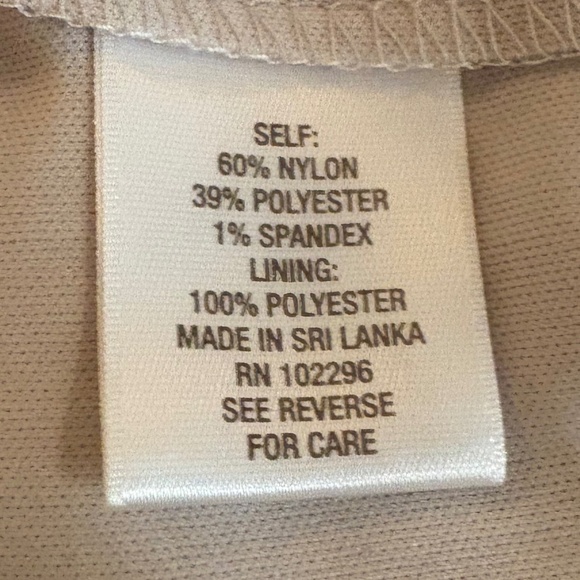 SELF:
60% NYLON
39% POLYESTER
1% SPANDEX
LINING:
100% POLYESTER
MADE IN SRI LANKA
RN 102296
SEE REVERSE
FOR CARE